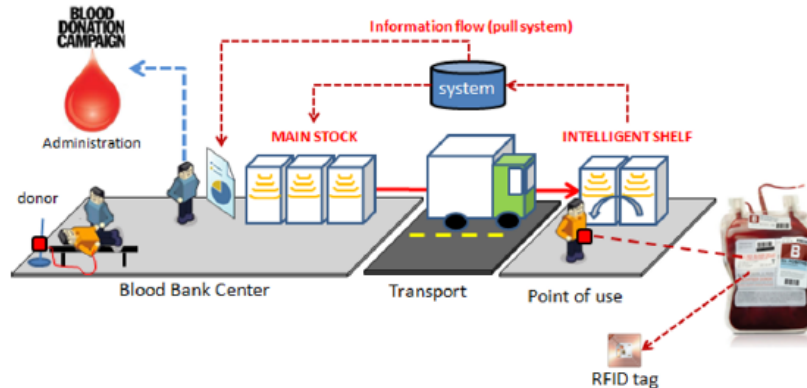 BLOOD
DONATION
CAMPAIGN
Administration
Information flow (pull system)
system
MAIN STOCK
INTELLIGENT SHELF
donor
Blood Bank Center
Transport
Point of use
B
RFID tag